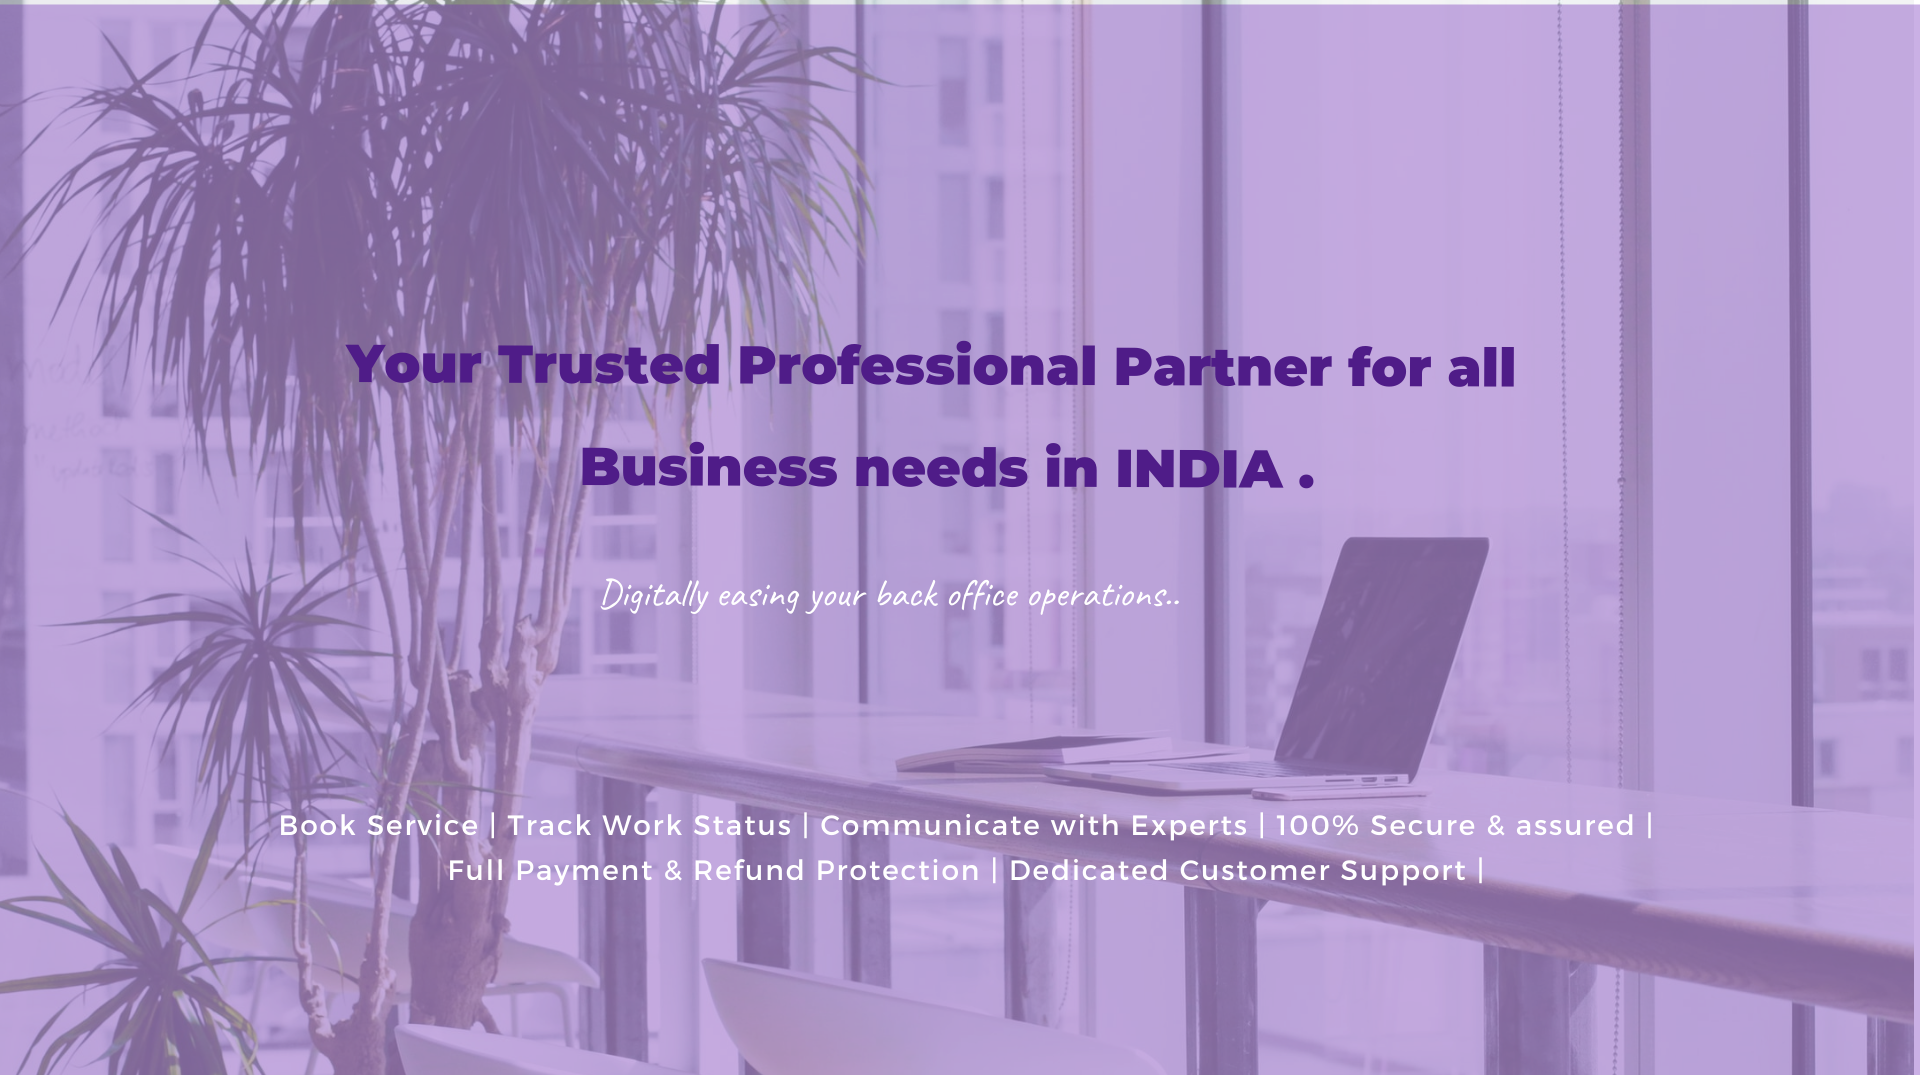 Your Trusted Professional Partner for all
Business needs in INDIA .
Digitally easing your back office operations..
Book Service | Track Work Status | Communicate with Experts | 100% Secure & assured |
Full Payment & Refund Protection | Dedicated Customer Support |